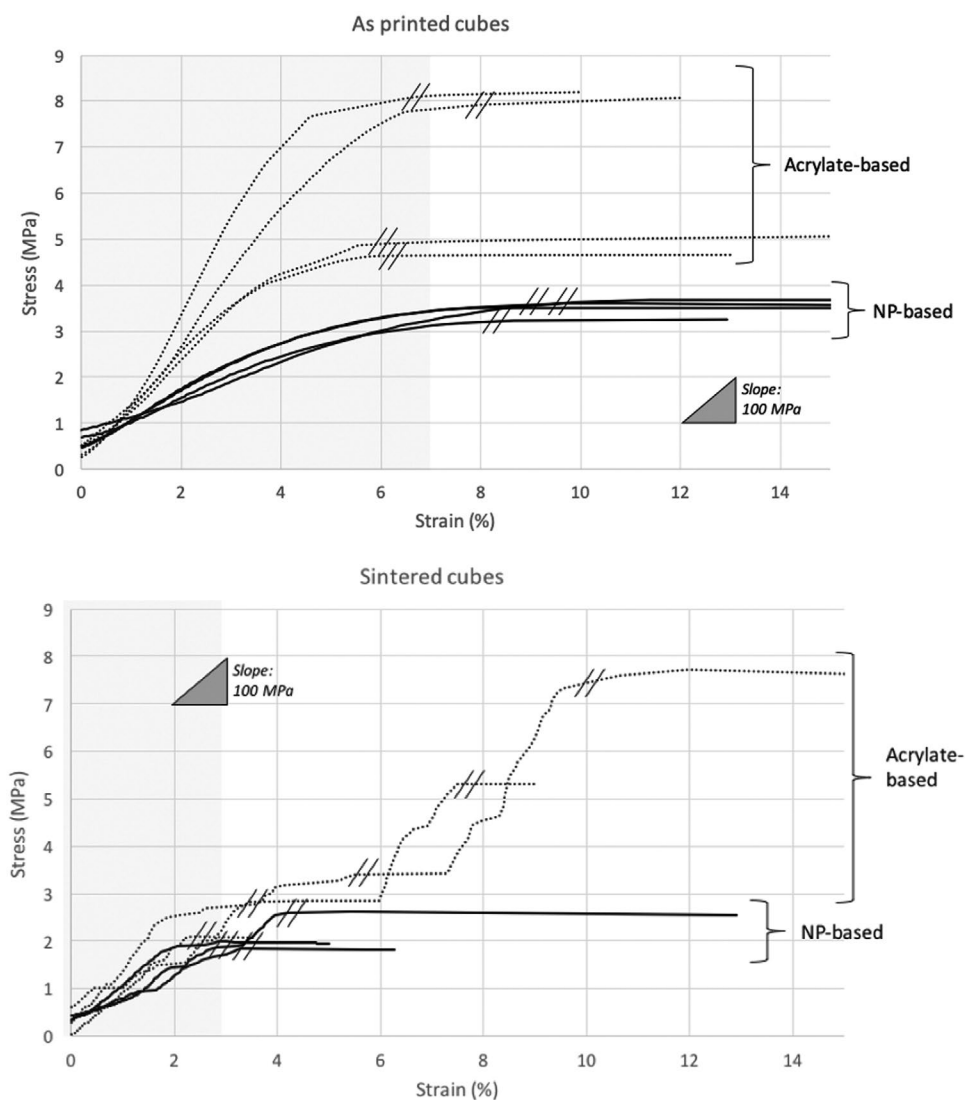 As printed cubes
9
8
7
6
5
4
3
2
1
0
Stress (MPa)
0 2 4 6 8 10 12 14
Strain (%)
Acrylate-based
NP-based
Slope:
100 MPa
Sintered cubes
9
8
7
6
5
4
3
2
1
0
Stress (MPa)
0 2 4 6 8 10 12 14
Strain (%)
Slope:
100 MPa
Acrylate-
based
NP-based